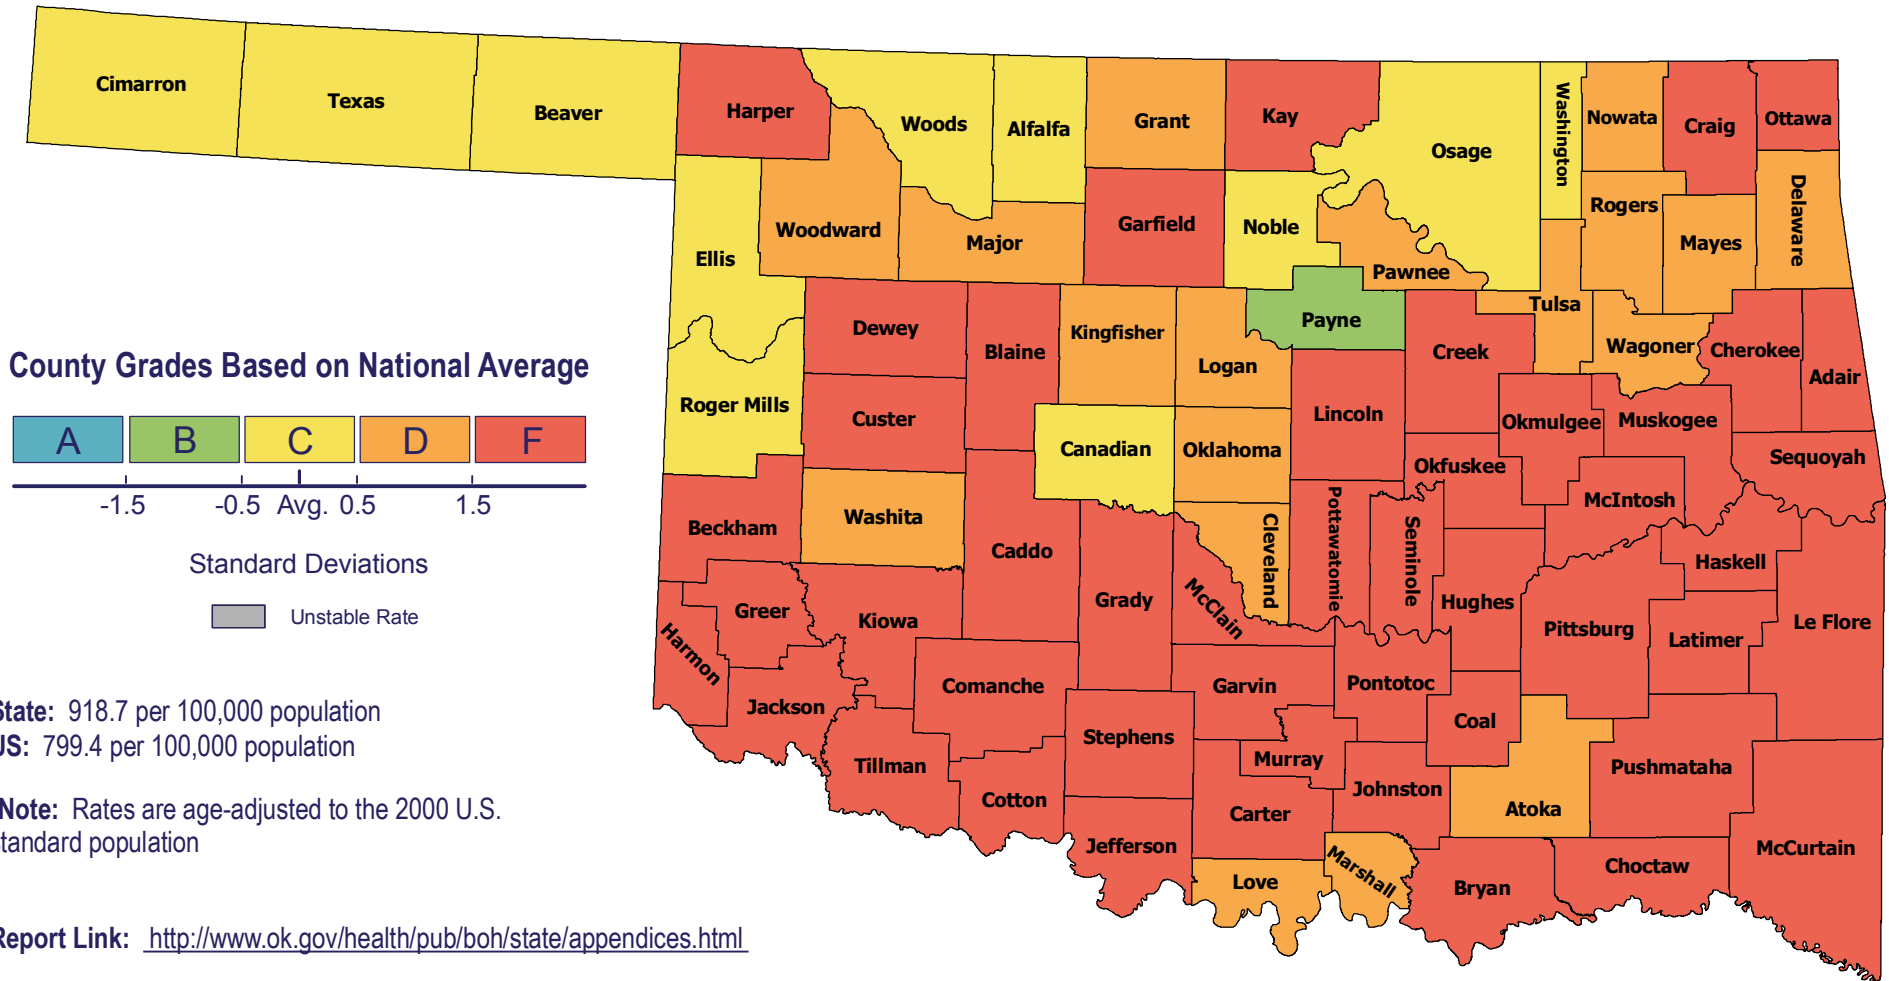 Cimarron
Texas
Beaver
Harper
Woods
Alfalfa
Grant
Kay
Osage
Washington
Nowata
Craig
Ottawa
Delaware
Rogers
Mayes
Ellis
Woodward
Major
Garfield
Noble
Pawnee
Tulsa
Payne
Dewey
Blaine
Kingfisher
Logan
Creek
Wagoner
Cherokee
Adair
Roger Mills
Custer
Canadian
Oklahoma
Lincoln
Okmulgee
Muskogee
Okfuskee
Sequoyah
McIntosh
Beckham
Washita
Caddo
Cleveland
Pottawatomie
Seminole
Haskell
Greer
Kiowa
Grady
McClain
Hughes
Pittsburg
Latimer
Le Flore
Harmon
Jackson
Comanche
Garvin
Pontotoc
Coal
Stephens
Murray
Tillman
Cotton
Carter
Johnston
Atoka
Pushmataha
Jefferson
Love
Marshall
Bryan
Choctaw
McCurtain
County Grades Based on National Average
A B C D F
-1.5 -0.5 Avg. 0.5 1.5
Standard Deviations
Unstable Rate
State: 918.7 per 100,000 population
US: 799.4 per 100,000 population
Note: Rates are age-adjusted to the 2000 U.S.
standard population
Report Link: http://www.ok.gov/health/pub/boh/state/appendices.html